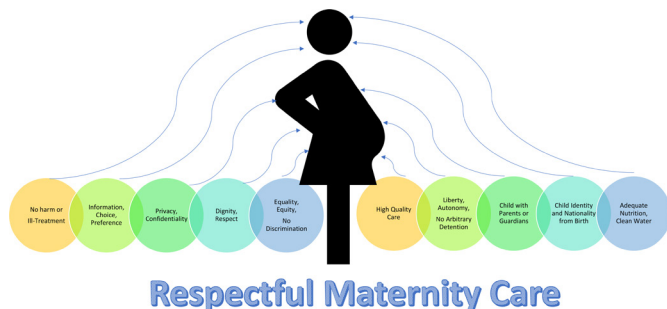 No harm or
Ill-Treatment
Information,
Choice,
Preference
Privacy,
Confidentiality
Dignity,
Respect
Equality,
Equity,
No
Discrimination
High Quality
Care
Liberty,
Autonomy,
No Arbitrary
Detention
Child with
Parents or
Guardians
Child Identity
and Nationality
from Birth
Adequate
Nutrition,
Clean Water
Respectful Maternity Care